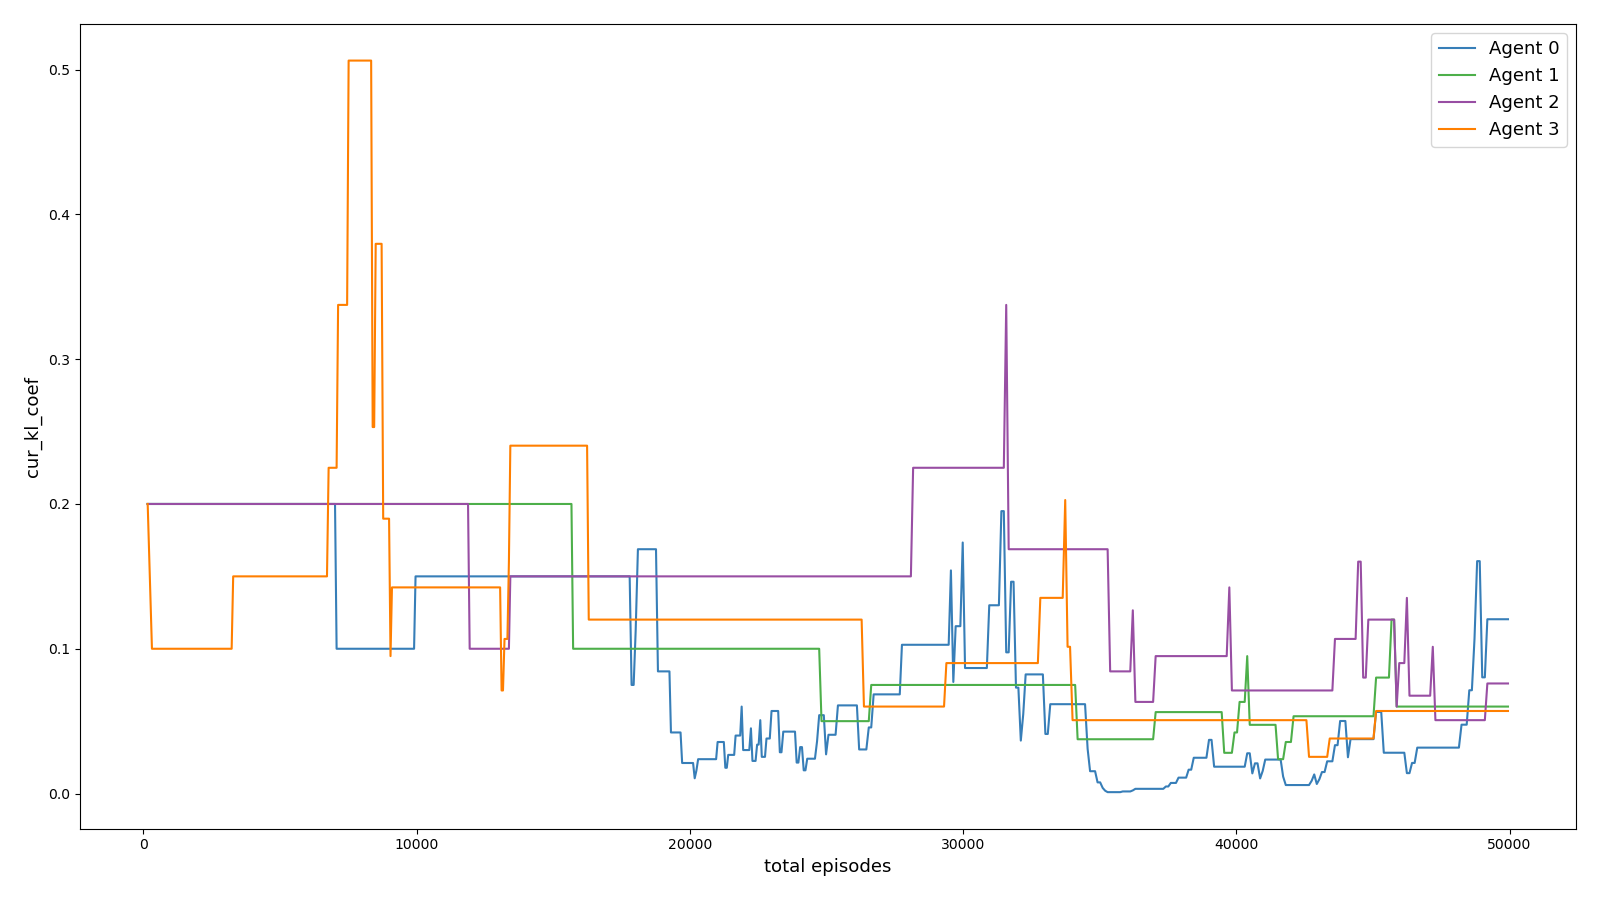 Agent 0
Agent 1
Agent 2
Agent 3
0.5
0.4
0.3
0.2
0.1
0.0
cur_kl_coef
0 10000 20000 30000 40000 50000
total episodes